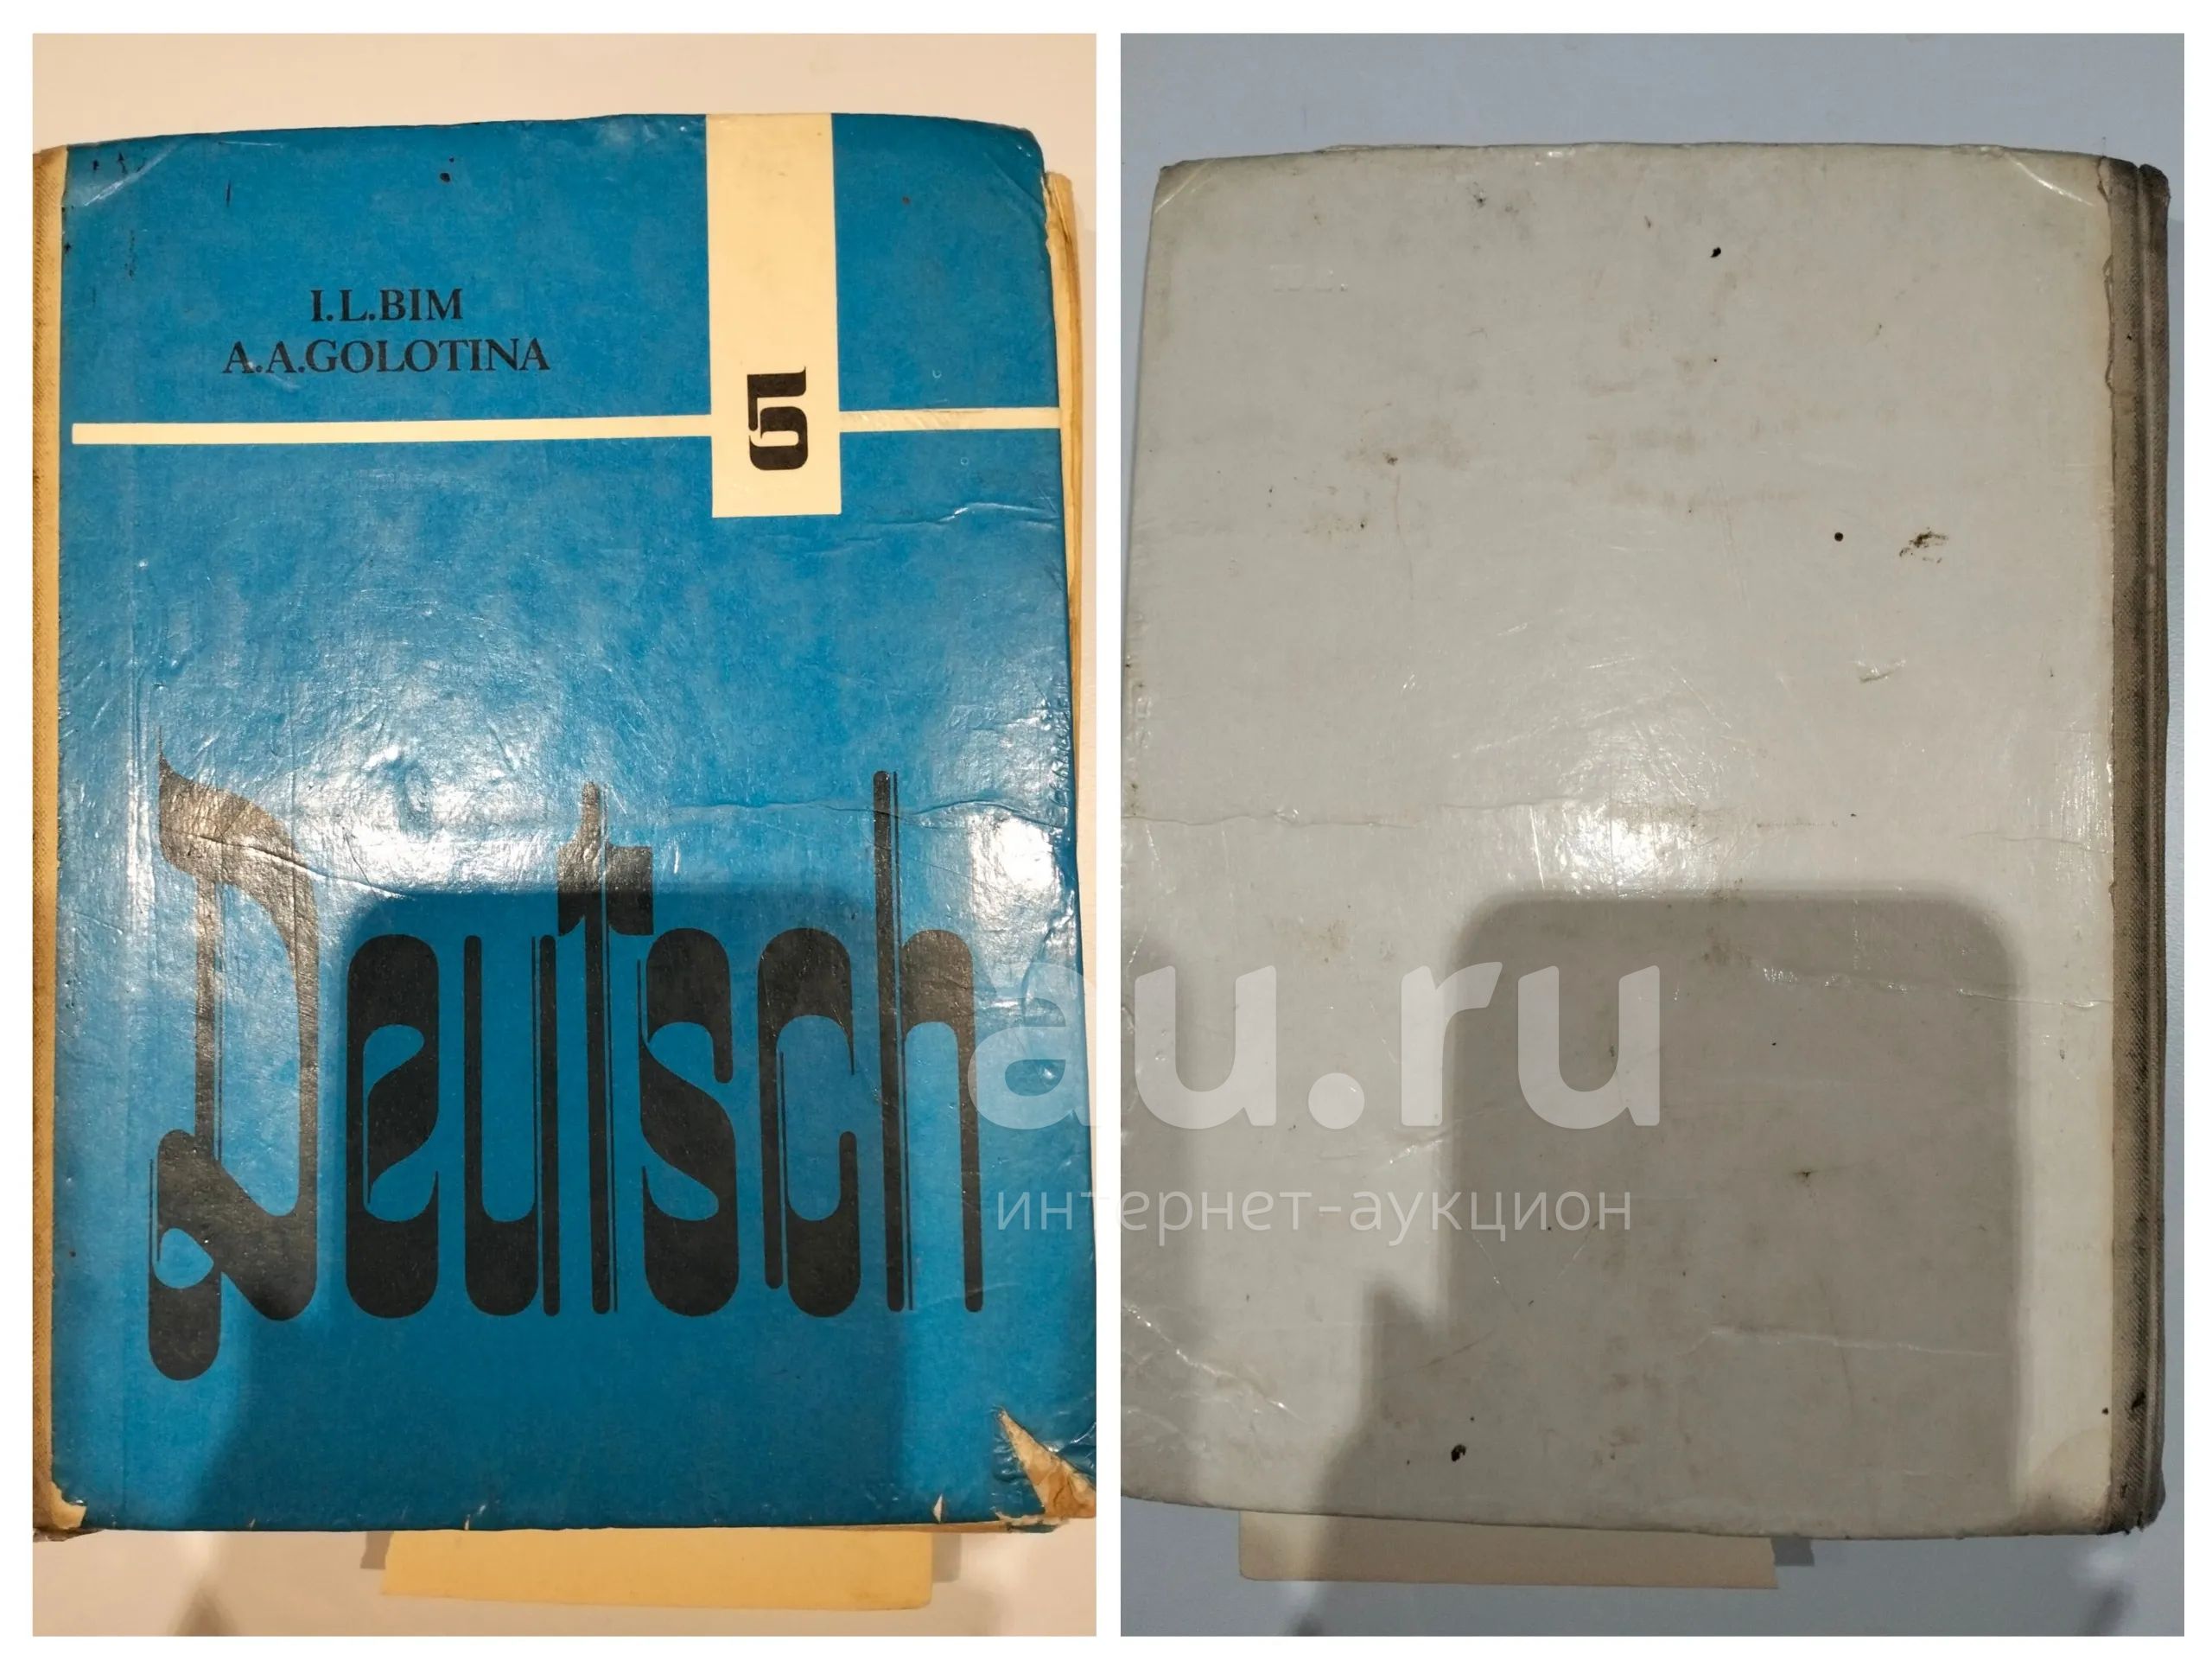 I.L.BIM
A.A.GOLOTINA
5
Deutsch
au.ru
интернет-аукцион